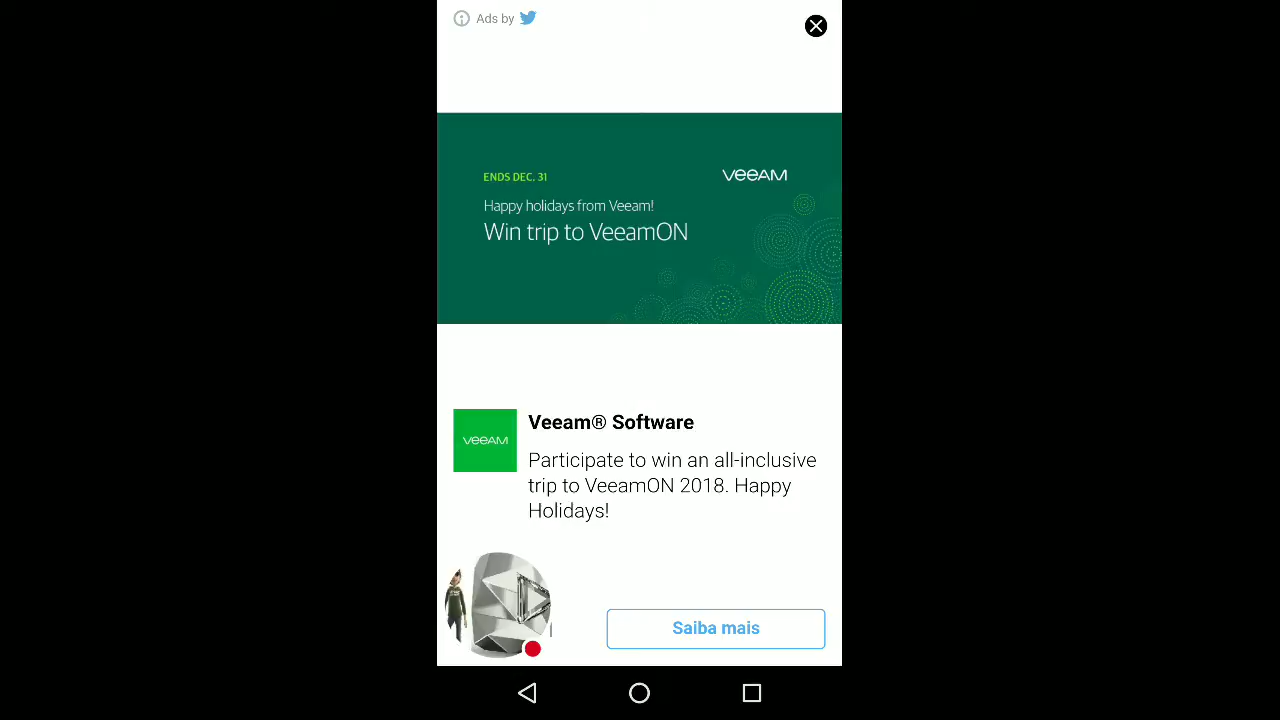 Ads by
ENDS DEC. 31
VEEAM
Happy holidays from Veeam!
Win trip to VeeamON
VEEAM
Veeam® Software
Participate to win an all-inclusive
trip to VeeamON 2018. Happy
Holidays!
Saiba mais